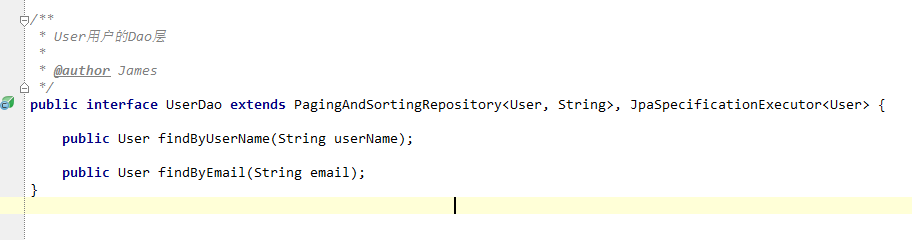 /**
 * User用户的Dao层
 *
 * @author James
 */
public interface UserDao extends PagingAndSortingRepository<User, String>, JpaSpecificationExecutor<User> {
    public User findByUserName(String userName);
    public User findByEmail(String email);
}